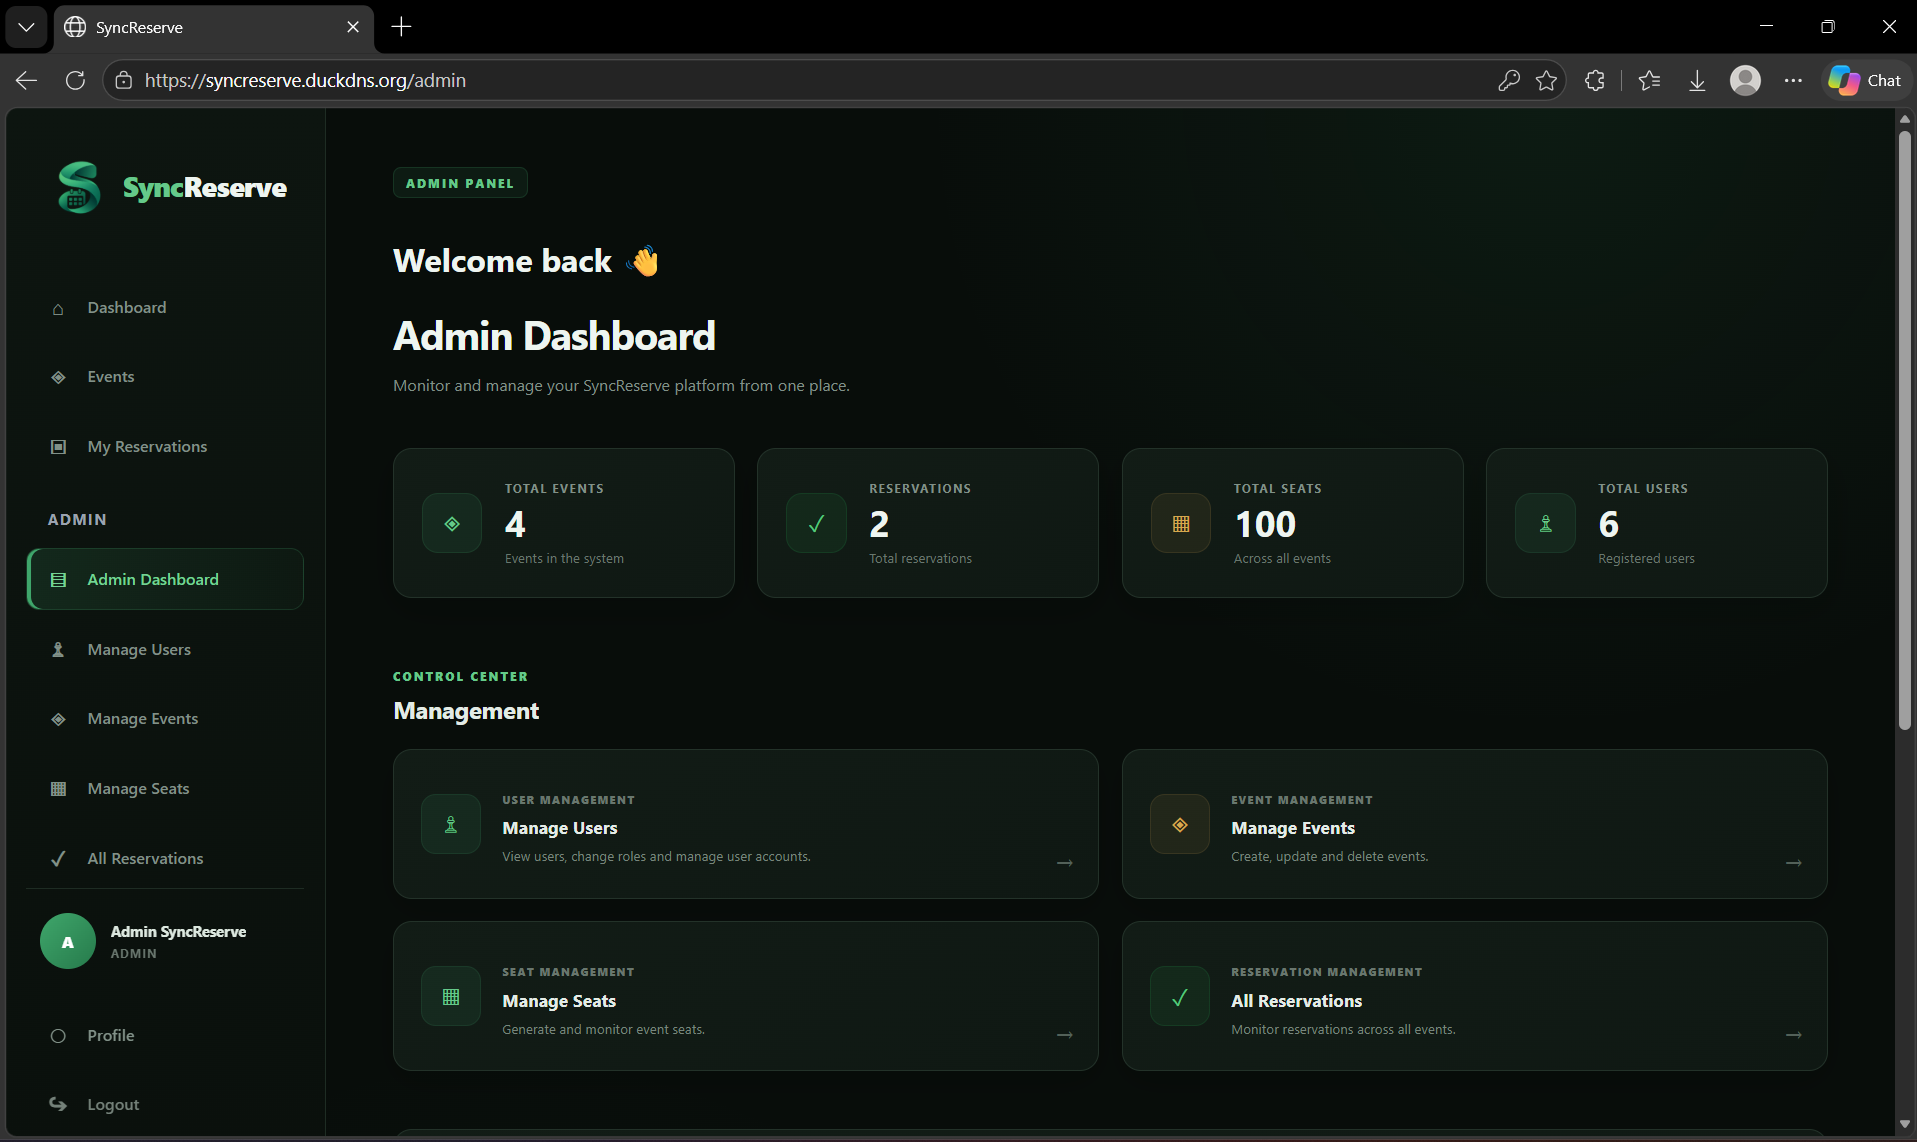 SyncReserve
https://syncreserve.duckdns.org/admin
Chat
SyncReserve
Dashboard
Events
My Reservations
ADMIN
Admin Dashboard
Manage Users
Manage Events
Manage Seats
All Reservations
A
Admin SyncReserve
ADMIN
Profile
Logout
ADMIN PANEL
Welcome back 👋
Admin Dashboard
Monitor and manage your SyncReserve platform from one place.
TOTAL EVENTS
4
Events in the system
RESERVATIONS
2
Total reservations
TOTAL SEATS
100
Across all events
TOTAL USERS
6
Registered users
CONTROL CENTER
Management
USER MANAGEMENT
Manage Users
View users, change roles and manage user accounts.
→
EVENT MANAGEMENT
Manage Events
Create, update and delete events.
→
SEAT MANAGEMENT
Manage Seats
Generate and monitor event seats.
→
RESERVATION MANAGEMENT
All Reservations
Monitor reservations across all events.
→